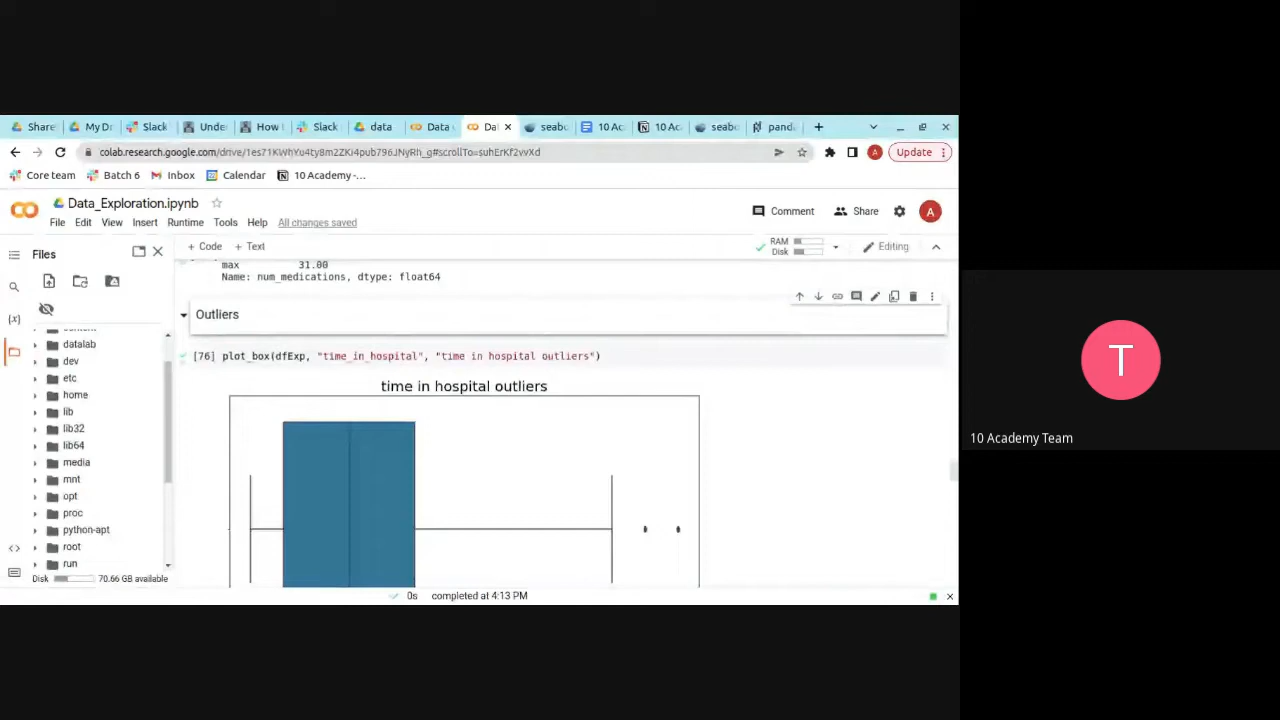 Share
My D
Slack
Unde
How
Slack
data
Data
Da
seabo
10 Ac
10 Ac
seabo
panda
colab.research.google.com/drive/1es71KWhYu4ty8m2ZKi4pub796JNyRh_g#scrollTo=suhErKf2vvXd
Update
Core team
Batch 6
Inbox
Calendar
10 Academy -...
Data_Exploration.ipynb
File Edit View Insert Runtime Tools Help All changes saved
Comment
Share
A
Files
+ Code + Text
RAM
Disk
Editing
max 31.00
Name: num_medications, dtype: float64
Outliers
[76] plot_box(dfExp, "time_in_hospital", "time in hospital outliers")
time in hospital outliers
datalab
dev
etc
home
lib
lib32
lib64
media
mnt
opt
proc
python-apt
root
run
Disk 70.66 GB available
0s completed at 4:13 PM
T
10 Academy Team